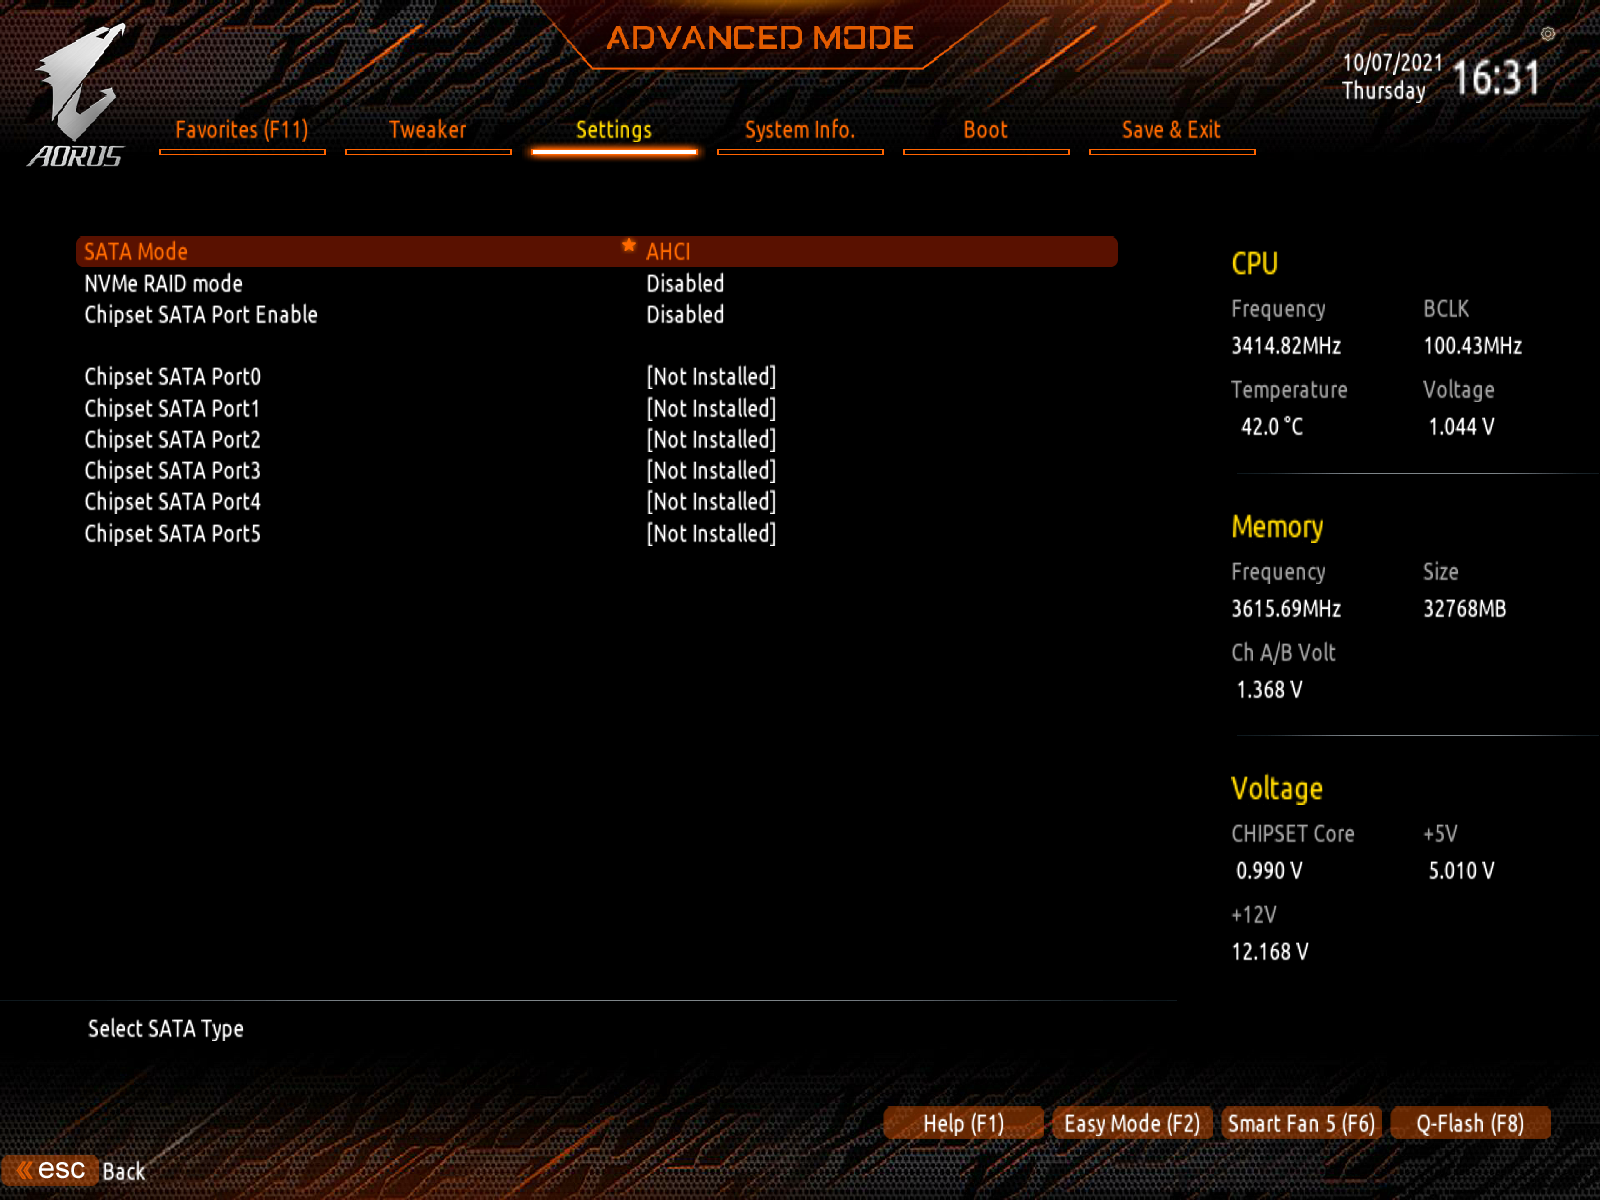 ADVANCED MODE
AORUS
10/07/2021
Thursday
16:31
Favorites (F11) Tweaker Settings System Info. Boot Save & Exit
SATA Mode AHCI
NVMe RAID mode Disabled
Chipset SATA Port Enable Disabled
Chipset SATA Port0 [Not Installed]
Chipset SATA Port1 [Not Installed]
Chipset SATA Port2 [Not Installed]
Chipset SATA Port3 [Not Installed]
Chipset SATA Port4 [Not Installed]
Chipset SATA Port5 [Not Installed]
CPU
Frequency BCLK
3414.82MHz 100.43MHz
Temperature Voltage
42.0 °C 1.044 V
Memory
Frequency Size
3615.69MHz 32768MB
Ch A/B Volt
1.368 V
Voltage
CHIPSET Core +5V
0.990 V 5.010 V
+12V
12.168 V
Select SATA Type
Help (F1) Easy Mode (F2) Smart Fan 5 (F6) Q-Flash (F8)
esc Back